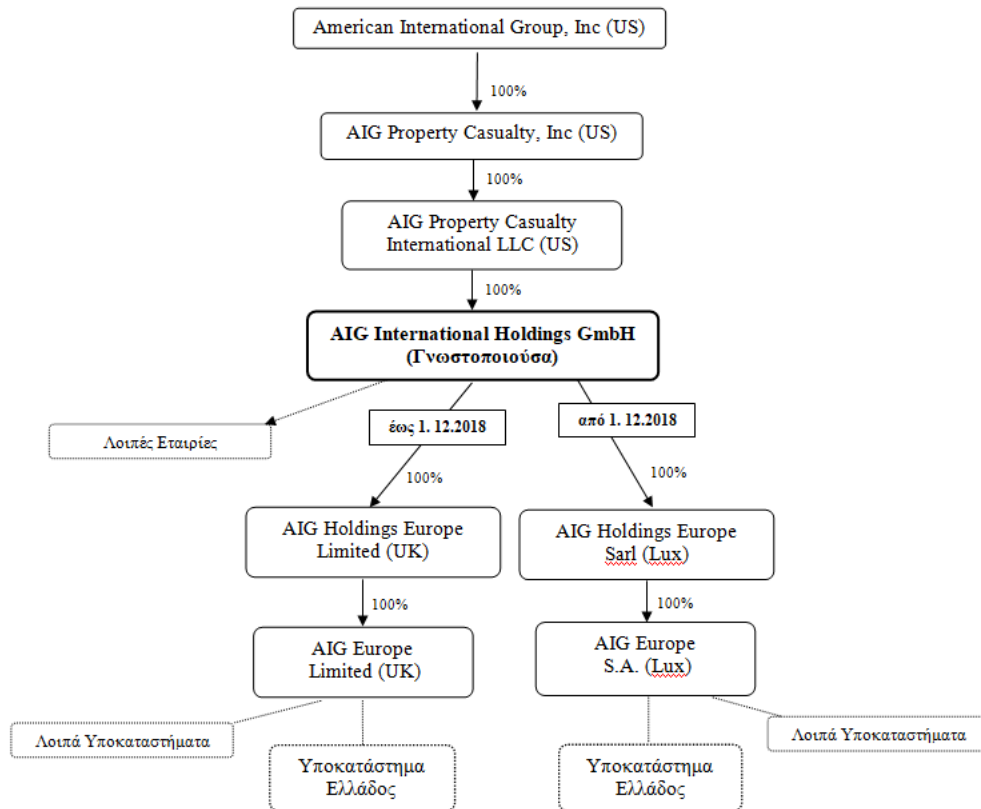 American International Group, Inc (US)
100%
AIG Property Casualty, Inc (US)
100%
AIG Property Casualty
International LLC (US)
100%
AIG International Holdings GmbH
(Γνωστοποιούσα)
έως 1. 12.2018
από 1. 12.2018
Λοιπές Εταιρίες
100%
100%
AIG Holdings Europe
Limited (UK)
AIG Holdings Europe
Sarl (Lux)
100%
100%
AIG Europe
Limited (UK)
AIG Europe
S.A. (Lux)
Λοιπά Υποκαταστήματα
Λοιπά Υποκαταστήματα
Υποκατάστημα
Ελλάδος
Υποκατάστημα
Ελλάδος